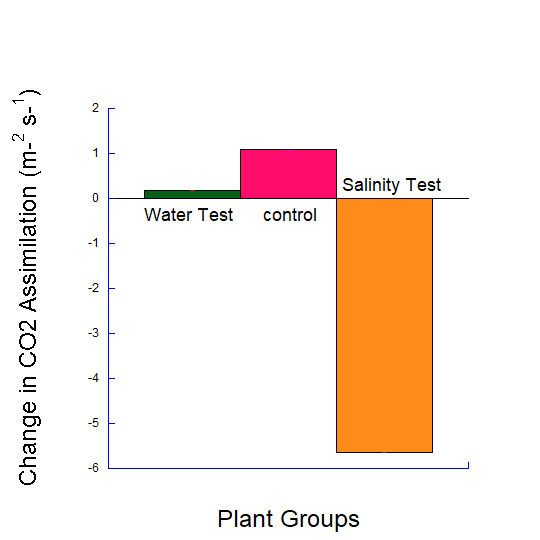 Change in CO2 Assimilation (m-2 s-1)
2
1
0
-1
-2
-3
-4
-5
-6
Salinity Test
Water Test
control
Plant Groups